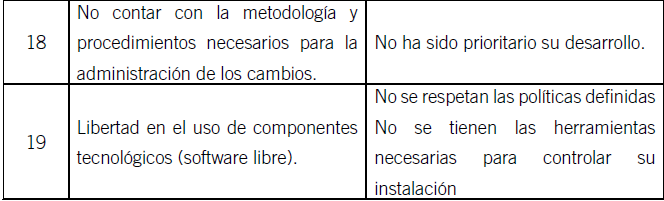 18
No contar con la metodología y
procedimientos necesarios para la
administración de los cambios.
No ha sido prioritario su desarrollo.
19
Libertad en el uso de componentes
tecnológicos (software libre).
No se respetan las políticas definidas
No se tienen las herramientas
necesarias para controlar su
instalación